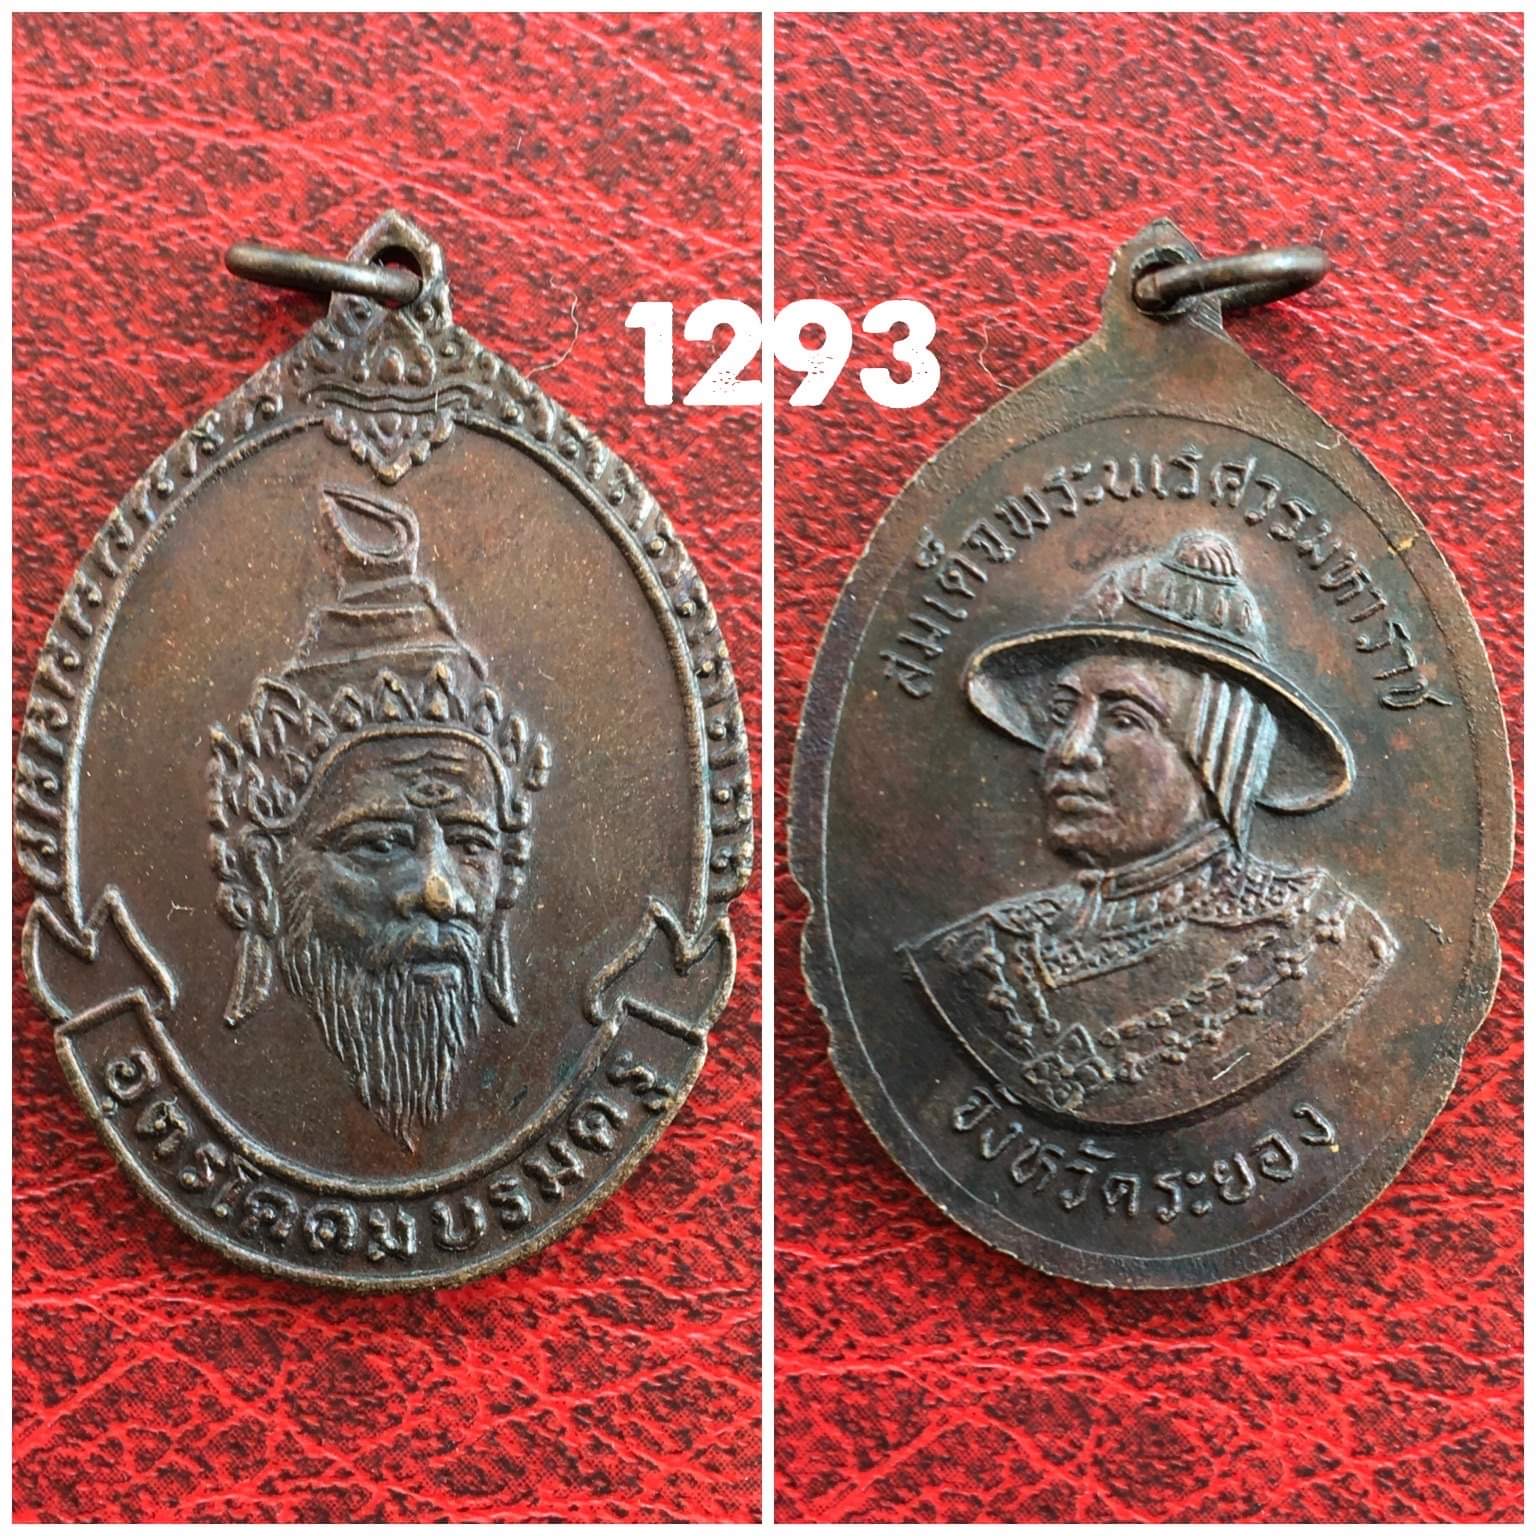 1293
อุตรโคดมบรมครู
สมเด็จพระนเรศวรมหาราช
จังหวัดระยอง